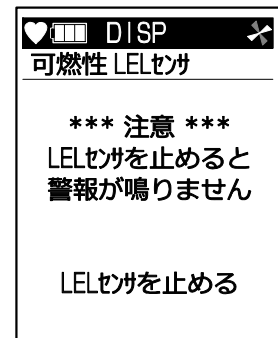 DISP
可燃性 LELｾﾝｻ
*** 注意 ***
LELｾﾝｻを止めると
警報が鳴りません
LELｾﾝｻを止める